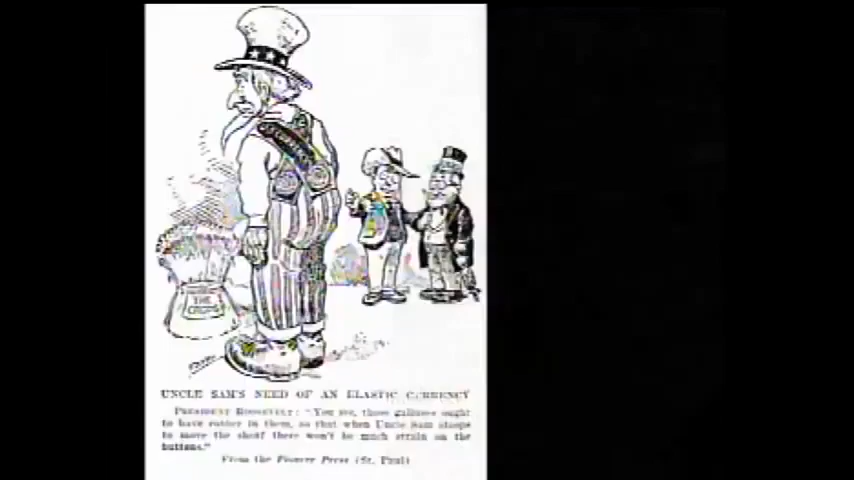 CURRENCY
THE
CROPS
UNCLE SAM'S NEED OF AN ELASTIC CURRENCY
PRESIDENT ROOSEVELT: "You see, those galluses ought
to have rubber in them, so that when Uncle Sam stoops
to move the sheaf there won't be much strain on the
buttons."
From the Pioneer Press (St. Paul)